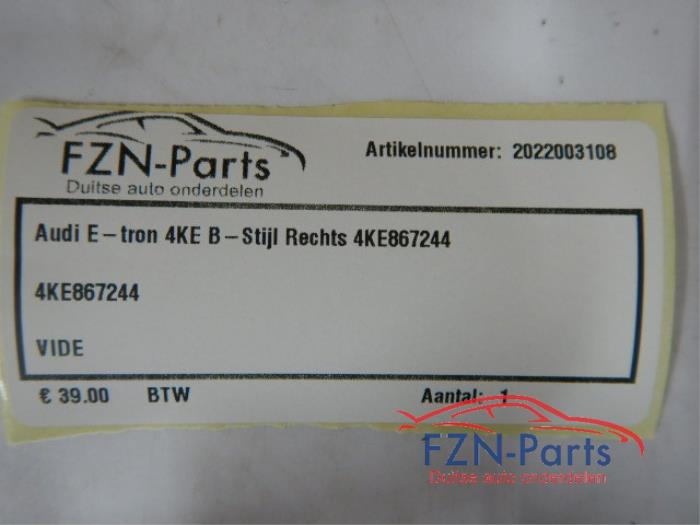 FZN-Parts
Duitse auto onderdelen
Artikelnummer: 2022003108
Audi E-tron 4KE B-Stijl Rechts 4KE867244
4KE867244
VIDE
€ 39.00 BTW Aantal: 1
FZN-Parts
Duitse auto onderdelen